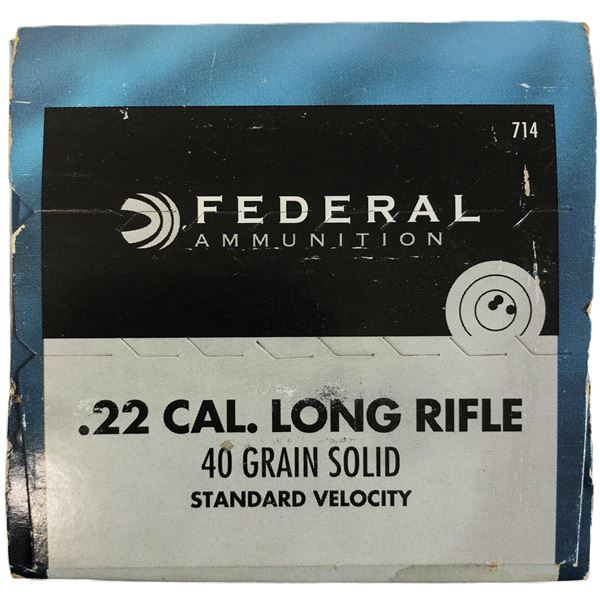 714
FEDERAL
AMMUNITION
.22 CAL. LONG RIFLE
40 GRAIN SOLID
STANDARD VELOCITY